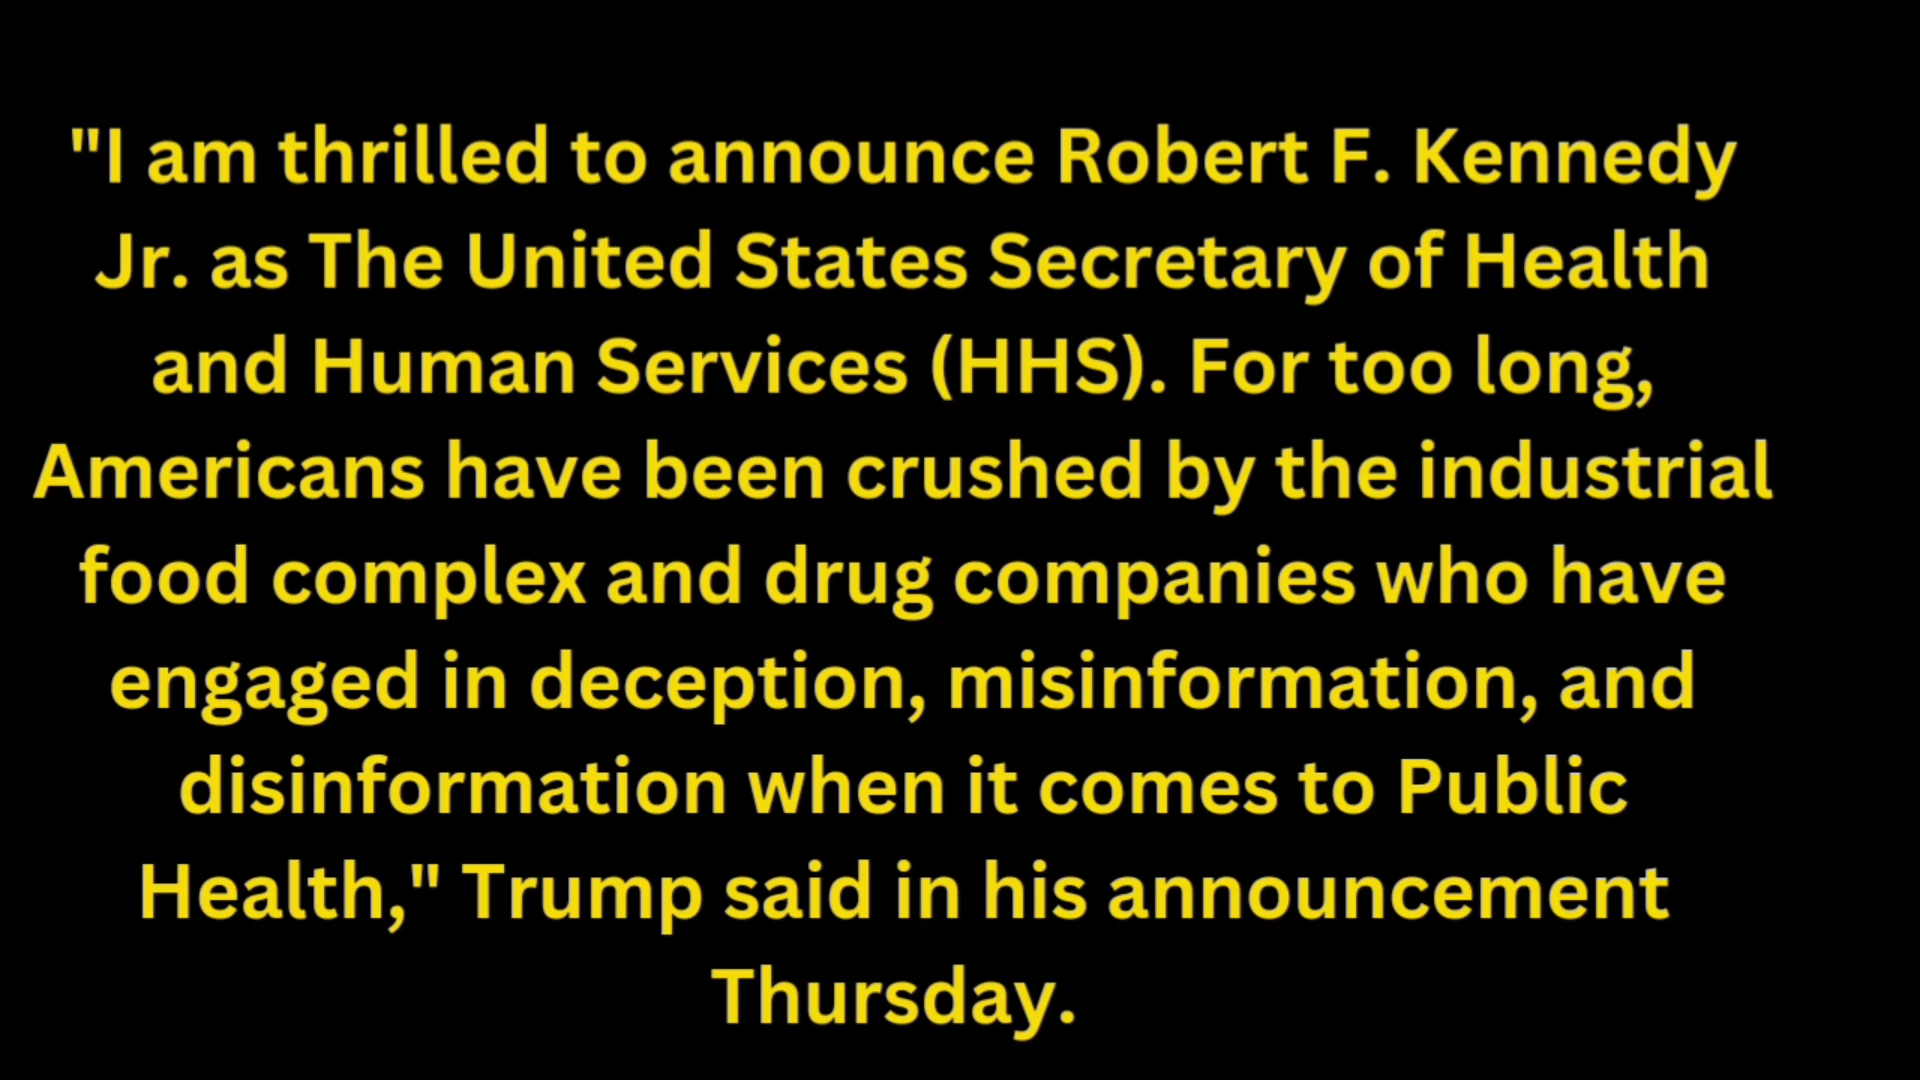 "I am thrilled to announce Robert F. Kennedy
Jr. as The United States Secretary of Health
and Human Services (HHS). For too long,
Americans have been crushed by the industrial
food complex and drug companies who have
engaged in deception, misinformation, and
disinformation when it comes to Public
Health," Trump said in his announcement
Thursday.